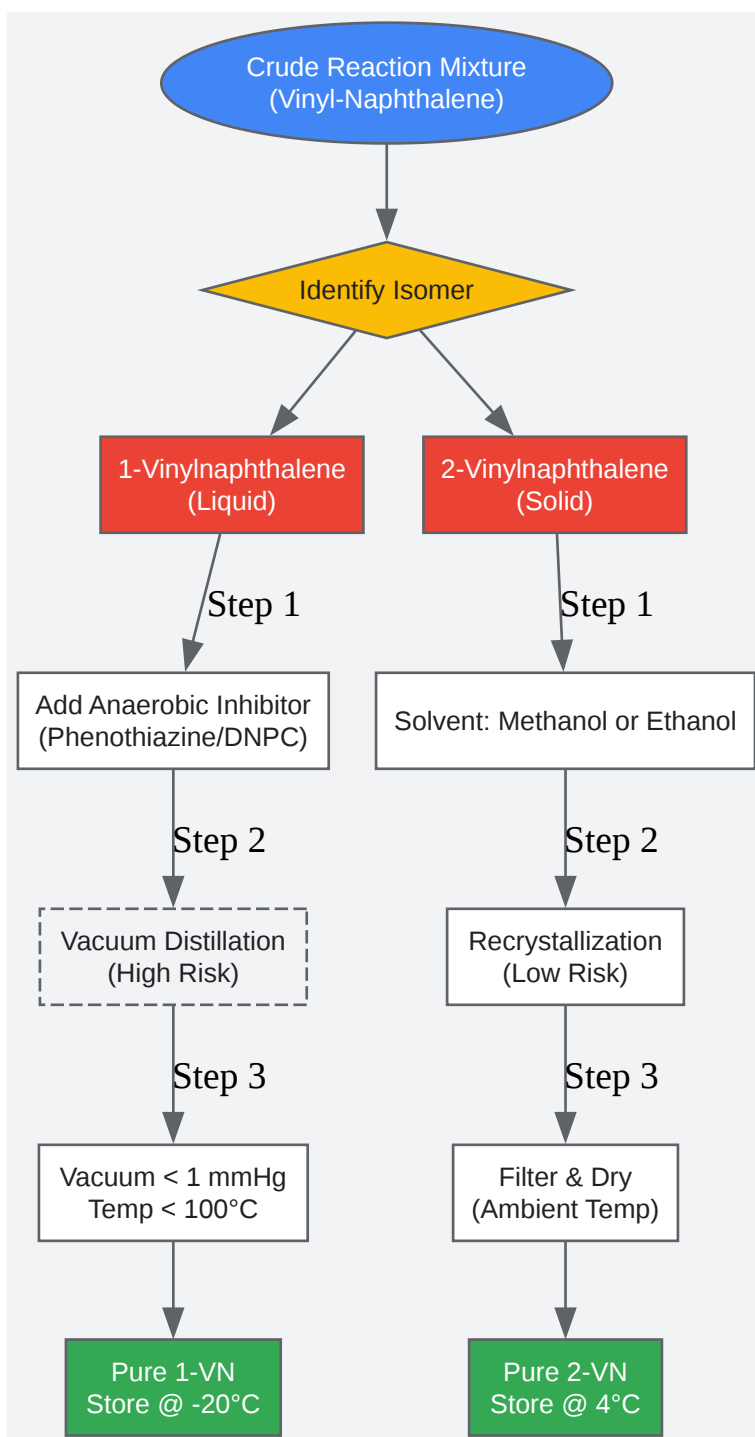 Crude Reaction Mixture
(Vinyl-Naphthalene)
Identify Isomer
1-Vinylnaphthalene
(Liquid)
2-Vinylnaphthalene
(Solid)
Step 1
Step 1
Add Anaerobic Inhibitor
(Phenothiazine/DNPC)
Solvent: Methanol or Ethanol
Step 2
Step 2
Vacuum Distillation
(High Risk)
Recrystallization
(Low Risk)
Step 3
Step 3
Vacuum < 1 mmHg
Temp < 100°C
Filter & Dry
(Ambient Temp)
Pure 1-VN
Store @ -20°C
Pure 2-VN
Store @ 4°C